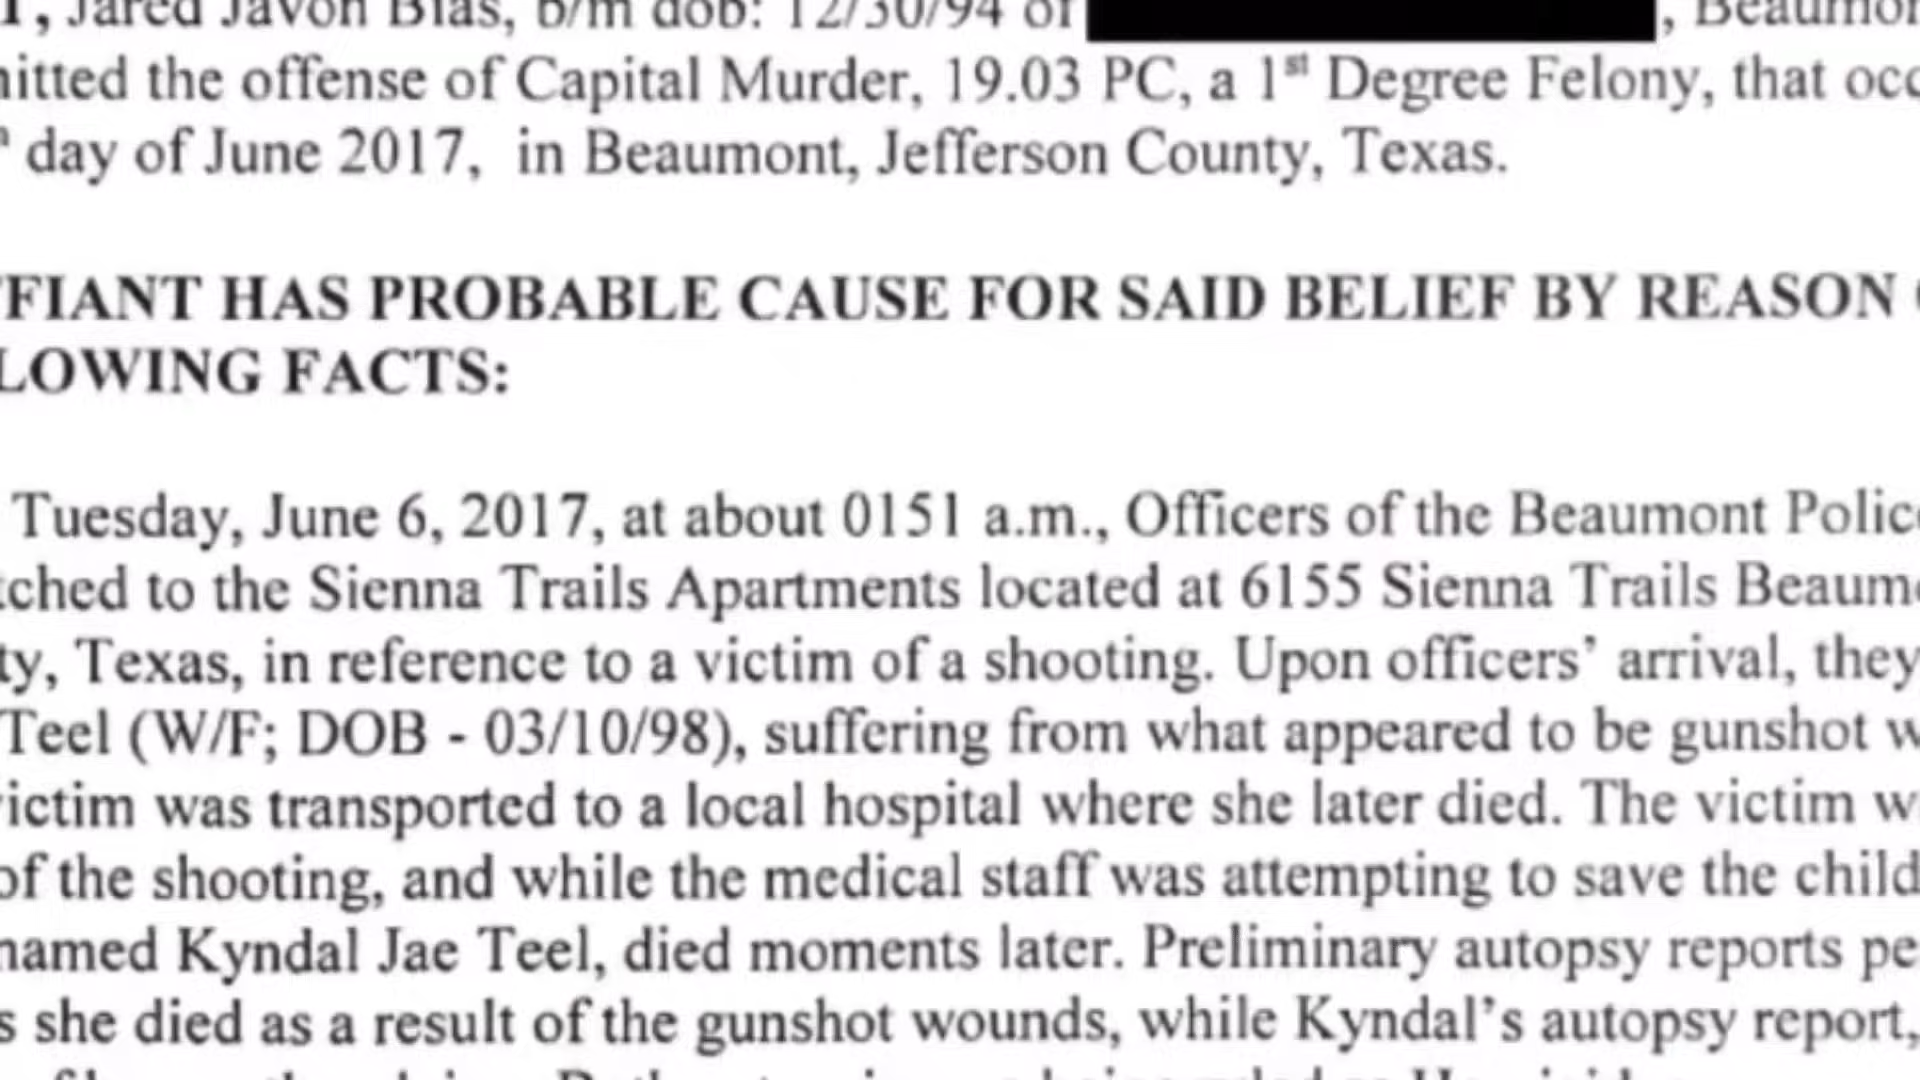 , Jared Javon Bias, b/m dob: 12/30/94 of , Beaumon
nitted the offense of Capital Murder, 19.03 PC, a 1st Degree Felony, that occ
day of June 2017, in Beaumont, Jefferson County, Texas.
FFIANT HAS PROBABLE CAUSE FOR SAID BELIEF BY REASON
LOWING FACTS:
Tuesday, June 6, 2017, at about 0151 a.m., Officers of the Beaumont Police
tched to the Sienna Trails Apartments located at 6155 Sienna Trails Beaumo
ty, Texas, in reference to a victim of a shooting. Upon officers' arrival, they
Teel (W/F; DOB - 03/10/98), suffering from what appeared to be gunshot w
victim was transported to a local hospital where she later died. The victim w
of the shooting, and while the medical staff was attempting to save the child
named Kyndal Jae Teel, died moments later. Preliminary autopsy reports pe
s she died as a result of the gunshot wounds, while Kyndal's autopsy report,